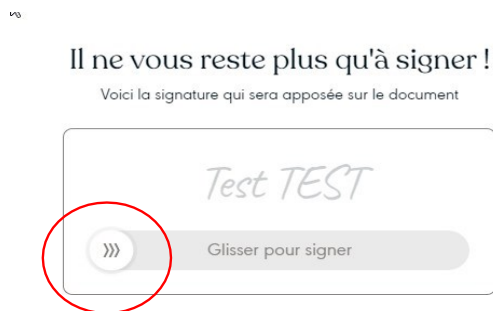 Il ne vous reste plus qu'à signer !
Voici la signature qui sera apposée sur le document
Test TEST
Glisser pour signer